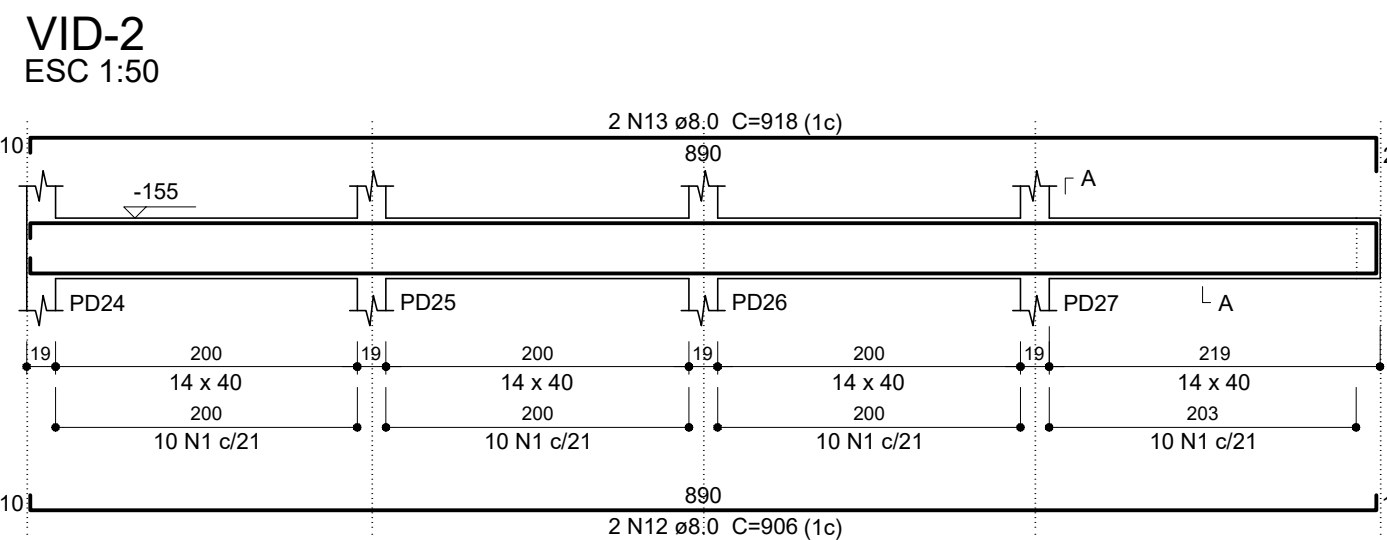 VID-2
ESC 1:50
2 N13 ø8.0 C=918 (1c)
10
890
-155
A
PD24
PD25
PD26
PD27
A
19 200 19 200 19 200 19 219
14 x 40 14 x 40 14 x 40 14 x 40
200 200 200 203
10 N1 c/21 10 N1 c/21 10 N1 c/21 10 N1 c/21
10
890
2 N12 ø8.0 C=906 (1c)